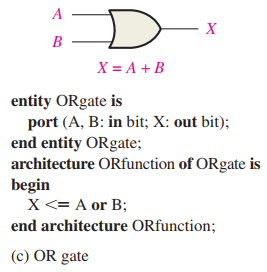 A
X
B
X = A + B
entity ORgate is
port (A, B: in bit; X: out bit);
end entity ORgate;
architecture ORfunction of ORgate is
begin
X <= A or B;
end architecture ORfunction;
(c) OR gate